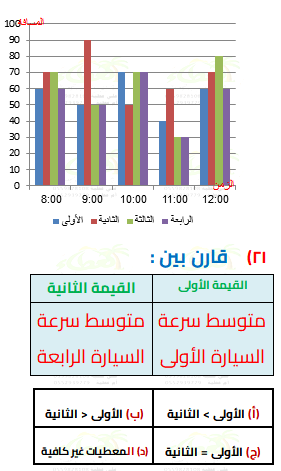 المسافة
100
90
80
70
60
50
40
30
20
10
0
8:00 9:00 10:00 11:00 12:00
الزمن
الأولى الثانية الثالثة الرابعة
٢١) قارن بين :
القيمة الأولى القيمة الثانية
متوسط سرعة السيارة الأولى
متوسط سرعة السيارة الرابعة
(أ) الأولى > الثانية (ب) الأولى < الثانية
(ج) الأولى = الثانية (د) المعطيات غير كافية